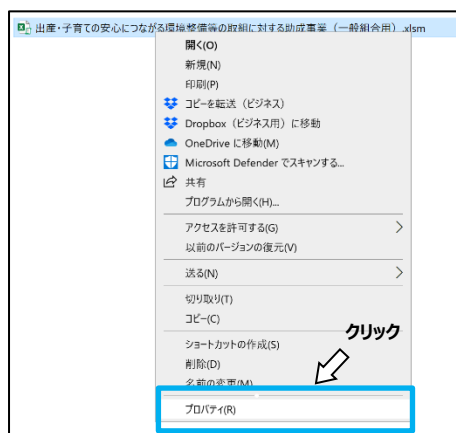 出産・子育ての安心につながる環境整備等の取組に対する助成事業（一般組合用）.xlsm
開く(O)
新規(N)
印刷(P)
コピーを転送（ビジネス）
Dropbox（ビジネス用）に移動
OneDrive に移動(M)
Microsoft Defender でスキャンする...
共有
プログラムから開く(H)...
アクセスを許可する(G)
以前のバージョンの復元(V)
送る(N)
切り取り(T)
コピー(C)
クリック
ショートカットの作成(S)
削除(D)
名前の変更(M)
プロパティ(R)